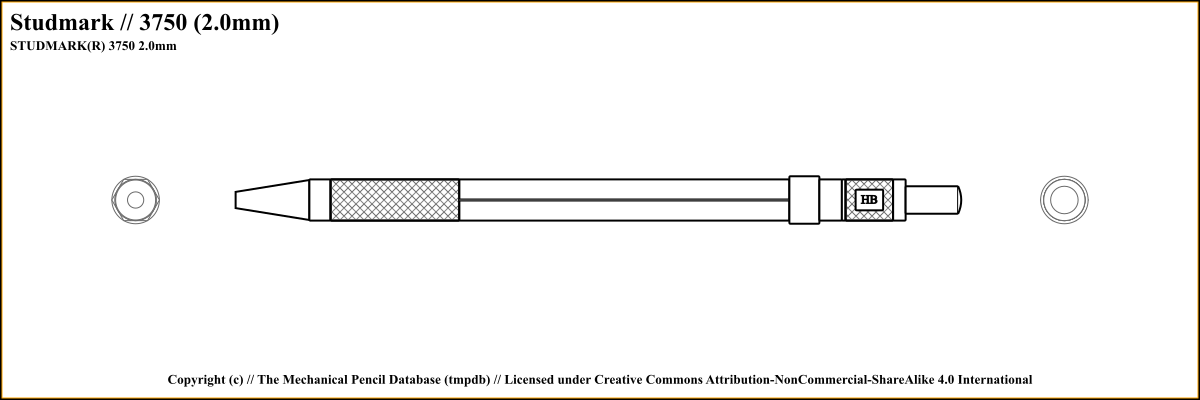 Studmark // 3750 (2.0mm)
STUDMARK(R) 3750 2.0mm
HB
Copyright (c) // The Mechanical Pencil Database (tmpdb) // Licensed under Creative Commons Attribution-NonCommercial-ShareAlike 4.0 International